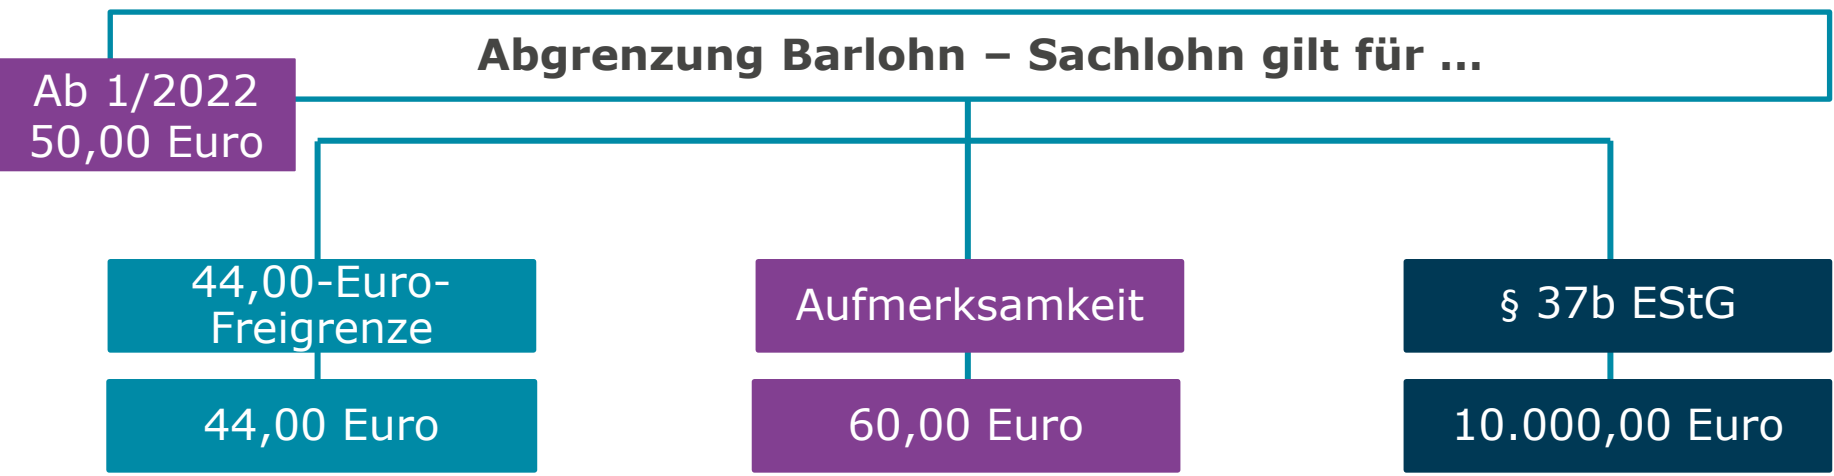 Abgrenzung Barlohn – Sachlohn gilt für ...
Ab 1/2022
50,00 Euro
44,00-Euro-
Freigrenze
44,00 Euro
Aufmerksamkeit
60,00 Euro
§ 37b EStG
10.000,00 Euro